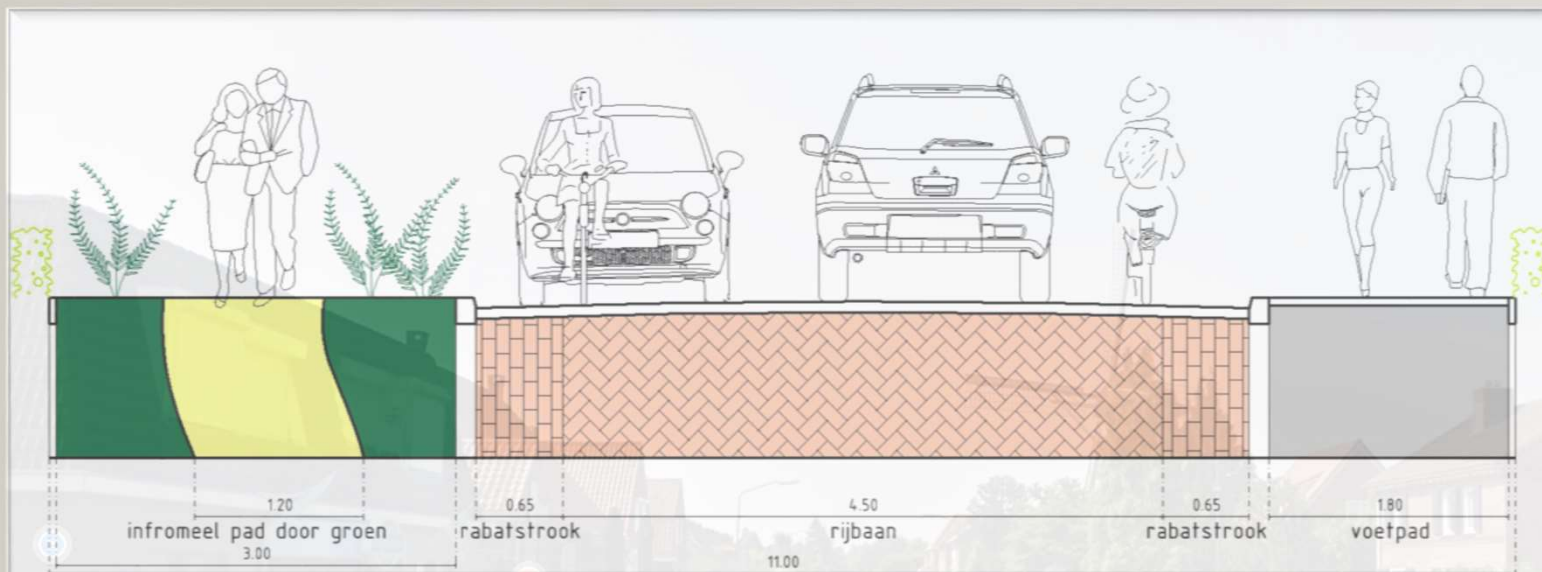 1.20
0.65
4.50
0.65
1.80
infromeel pad door groen
rabatstrook
rijbaan
rabatstrook
voetpad
3.00
11.00